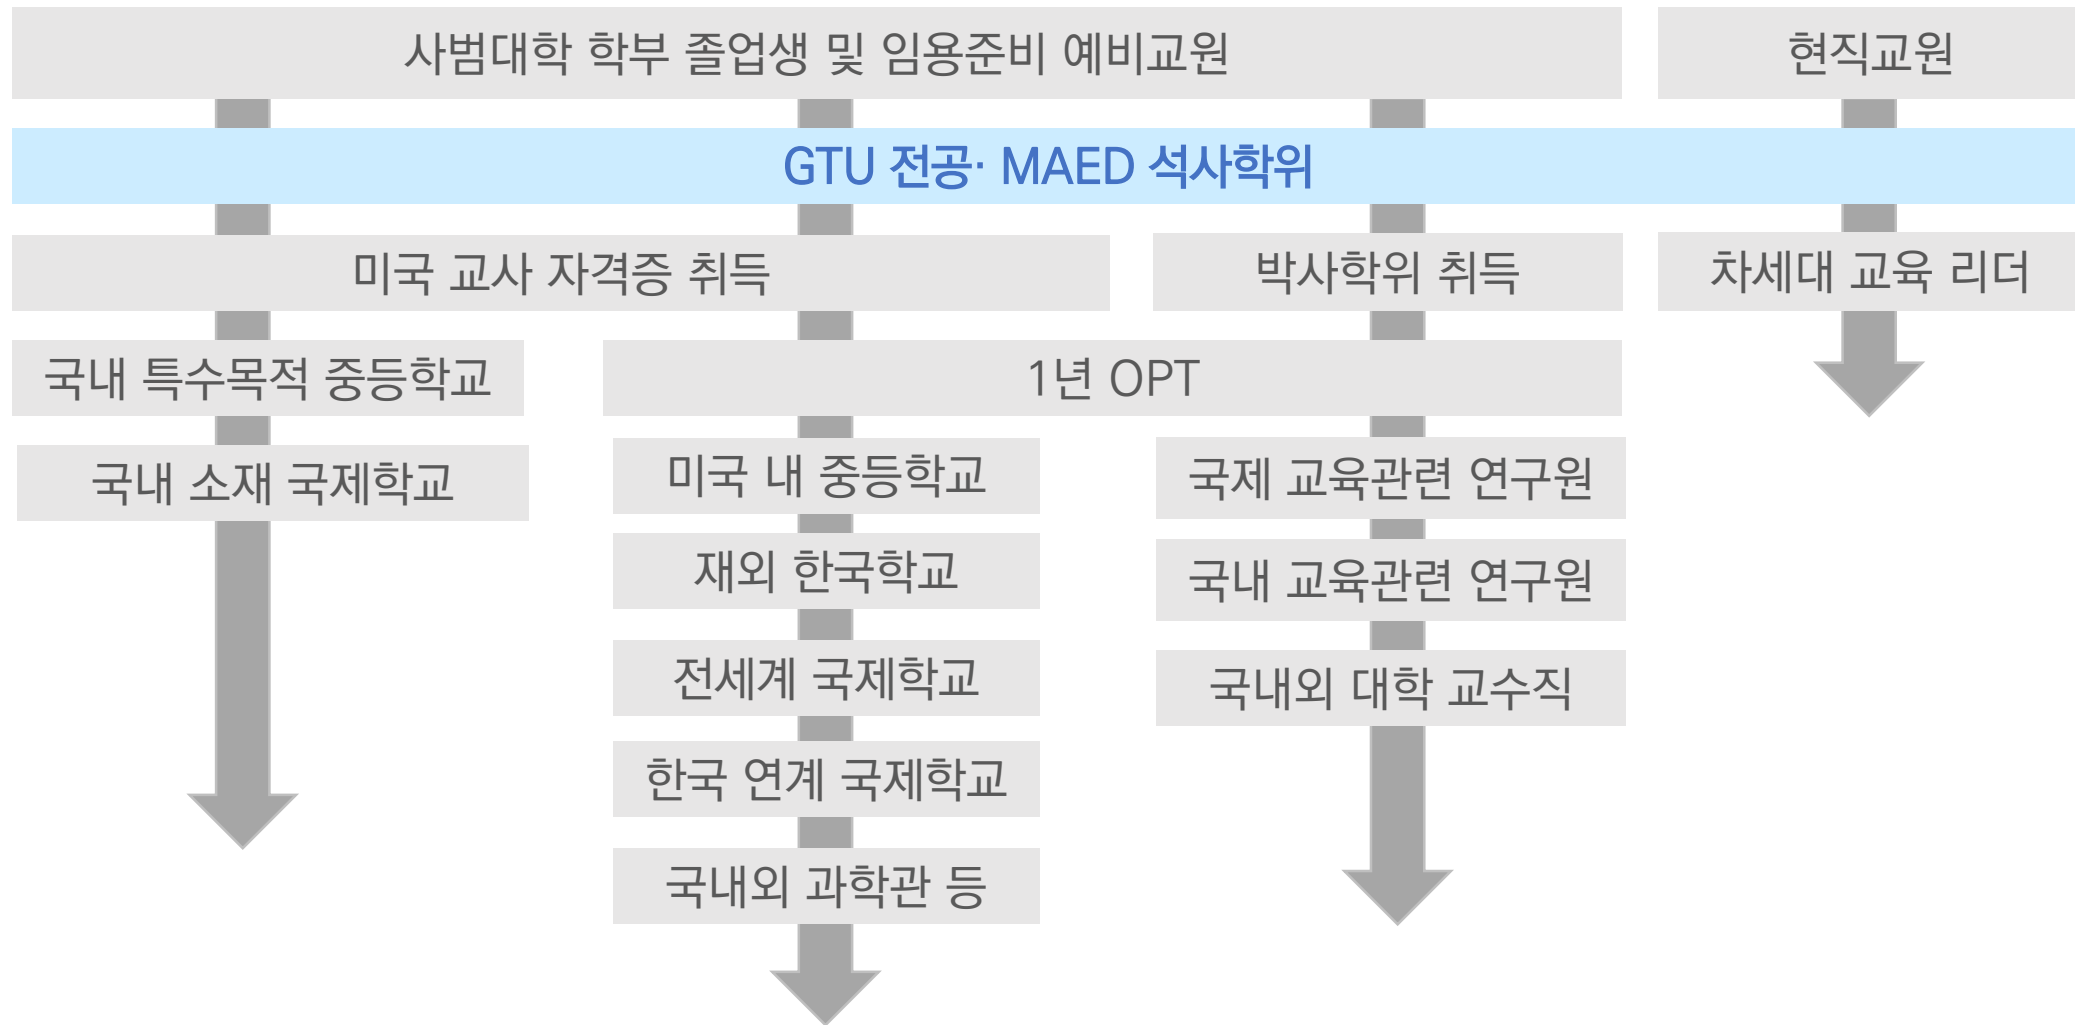 사범대학 학부 졸업생 및 임용준비 예비교원
현직교원
GTU 전공· MAED 석사학위
미국 교사 자격증 취득
박사학위 취득
차세대 교육 리더
국내 특수목적 중등학교
1년 OPT
국내 소재 국제학교
미국 내 중등학교
국제 교육관련 연구원
재외 한국학교
국내 교육관련 연구원
전세계 국제학교
국내외 대학 교수직
한국 연계 국제학교
국내외 과학관 등